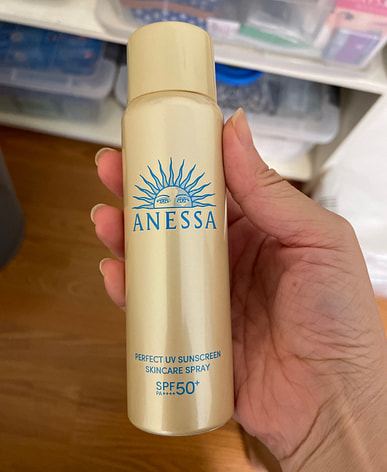 ANESSA
PERFECT UV SUNSCREEN
SKINCARE SPRAY
SPF50+
PA++++